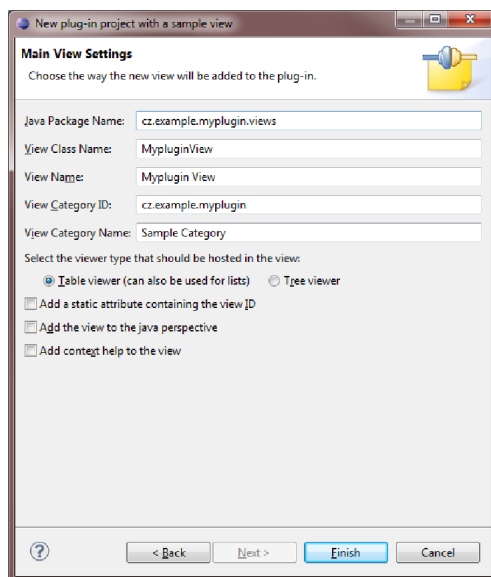 New plug-in project with a sample view
Main View Settings
Choose the way the new view will be added to the plug-in.
Java Package Name: cz.example.myplugin.views
View Class Name: MypluginView
View Name: Myplugin View
View Category ID: cz.example.myplugin
View Category Name: Sample Category
Select the viewer type that should be hosted in the view:
Table viewer (can also be used for lists) Tree viewer
Add a static attribute containing the view ID
Add the view to the java perspective
Add context help to the view
? < Back Next > Finish Cancel